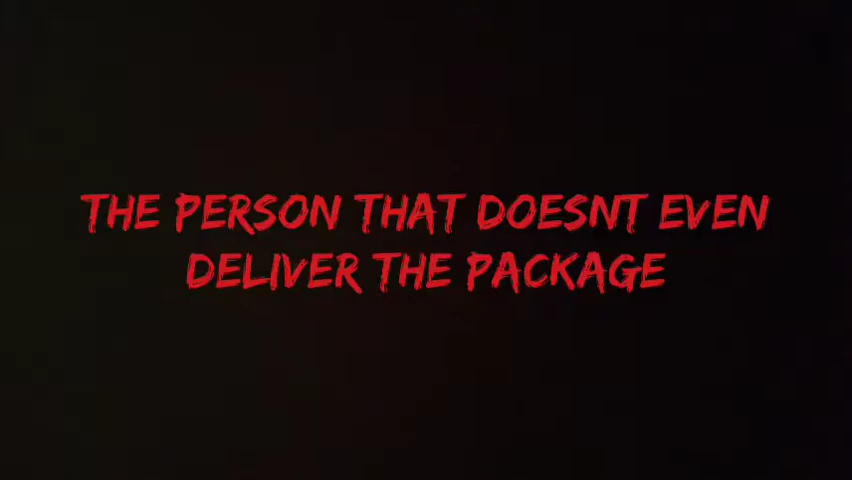 THE PERSON THAT DOESNT EVEN
DELIVER THE PACKAGE